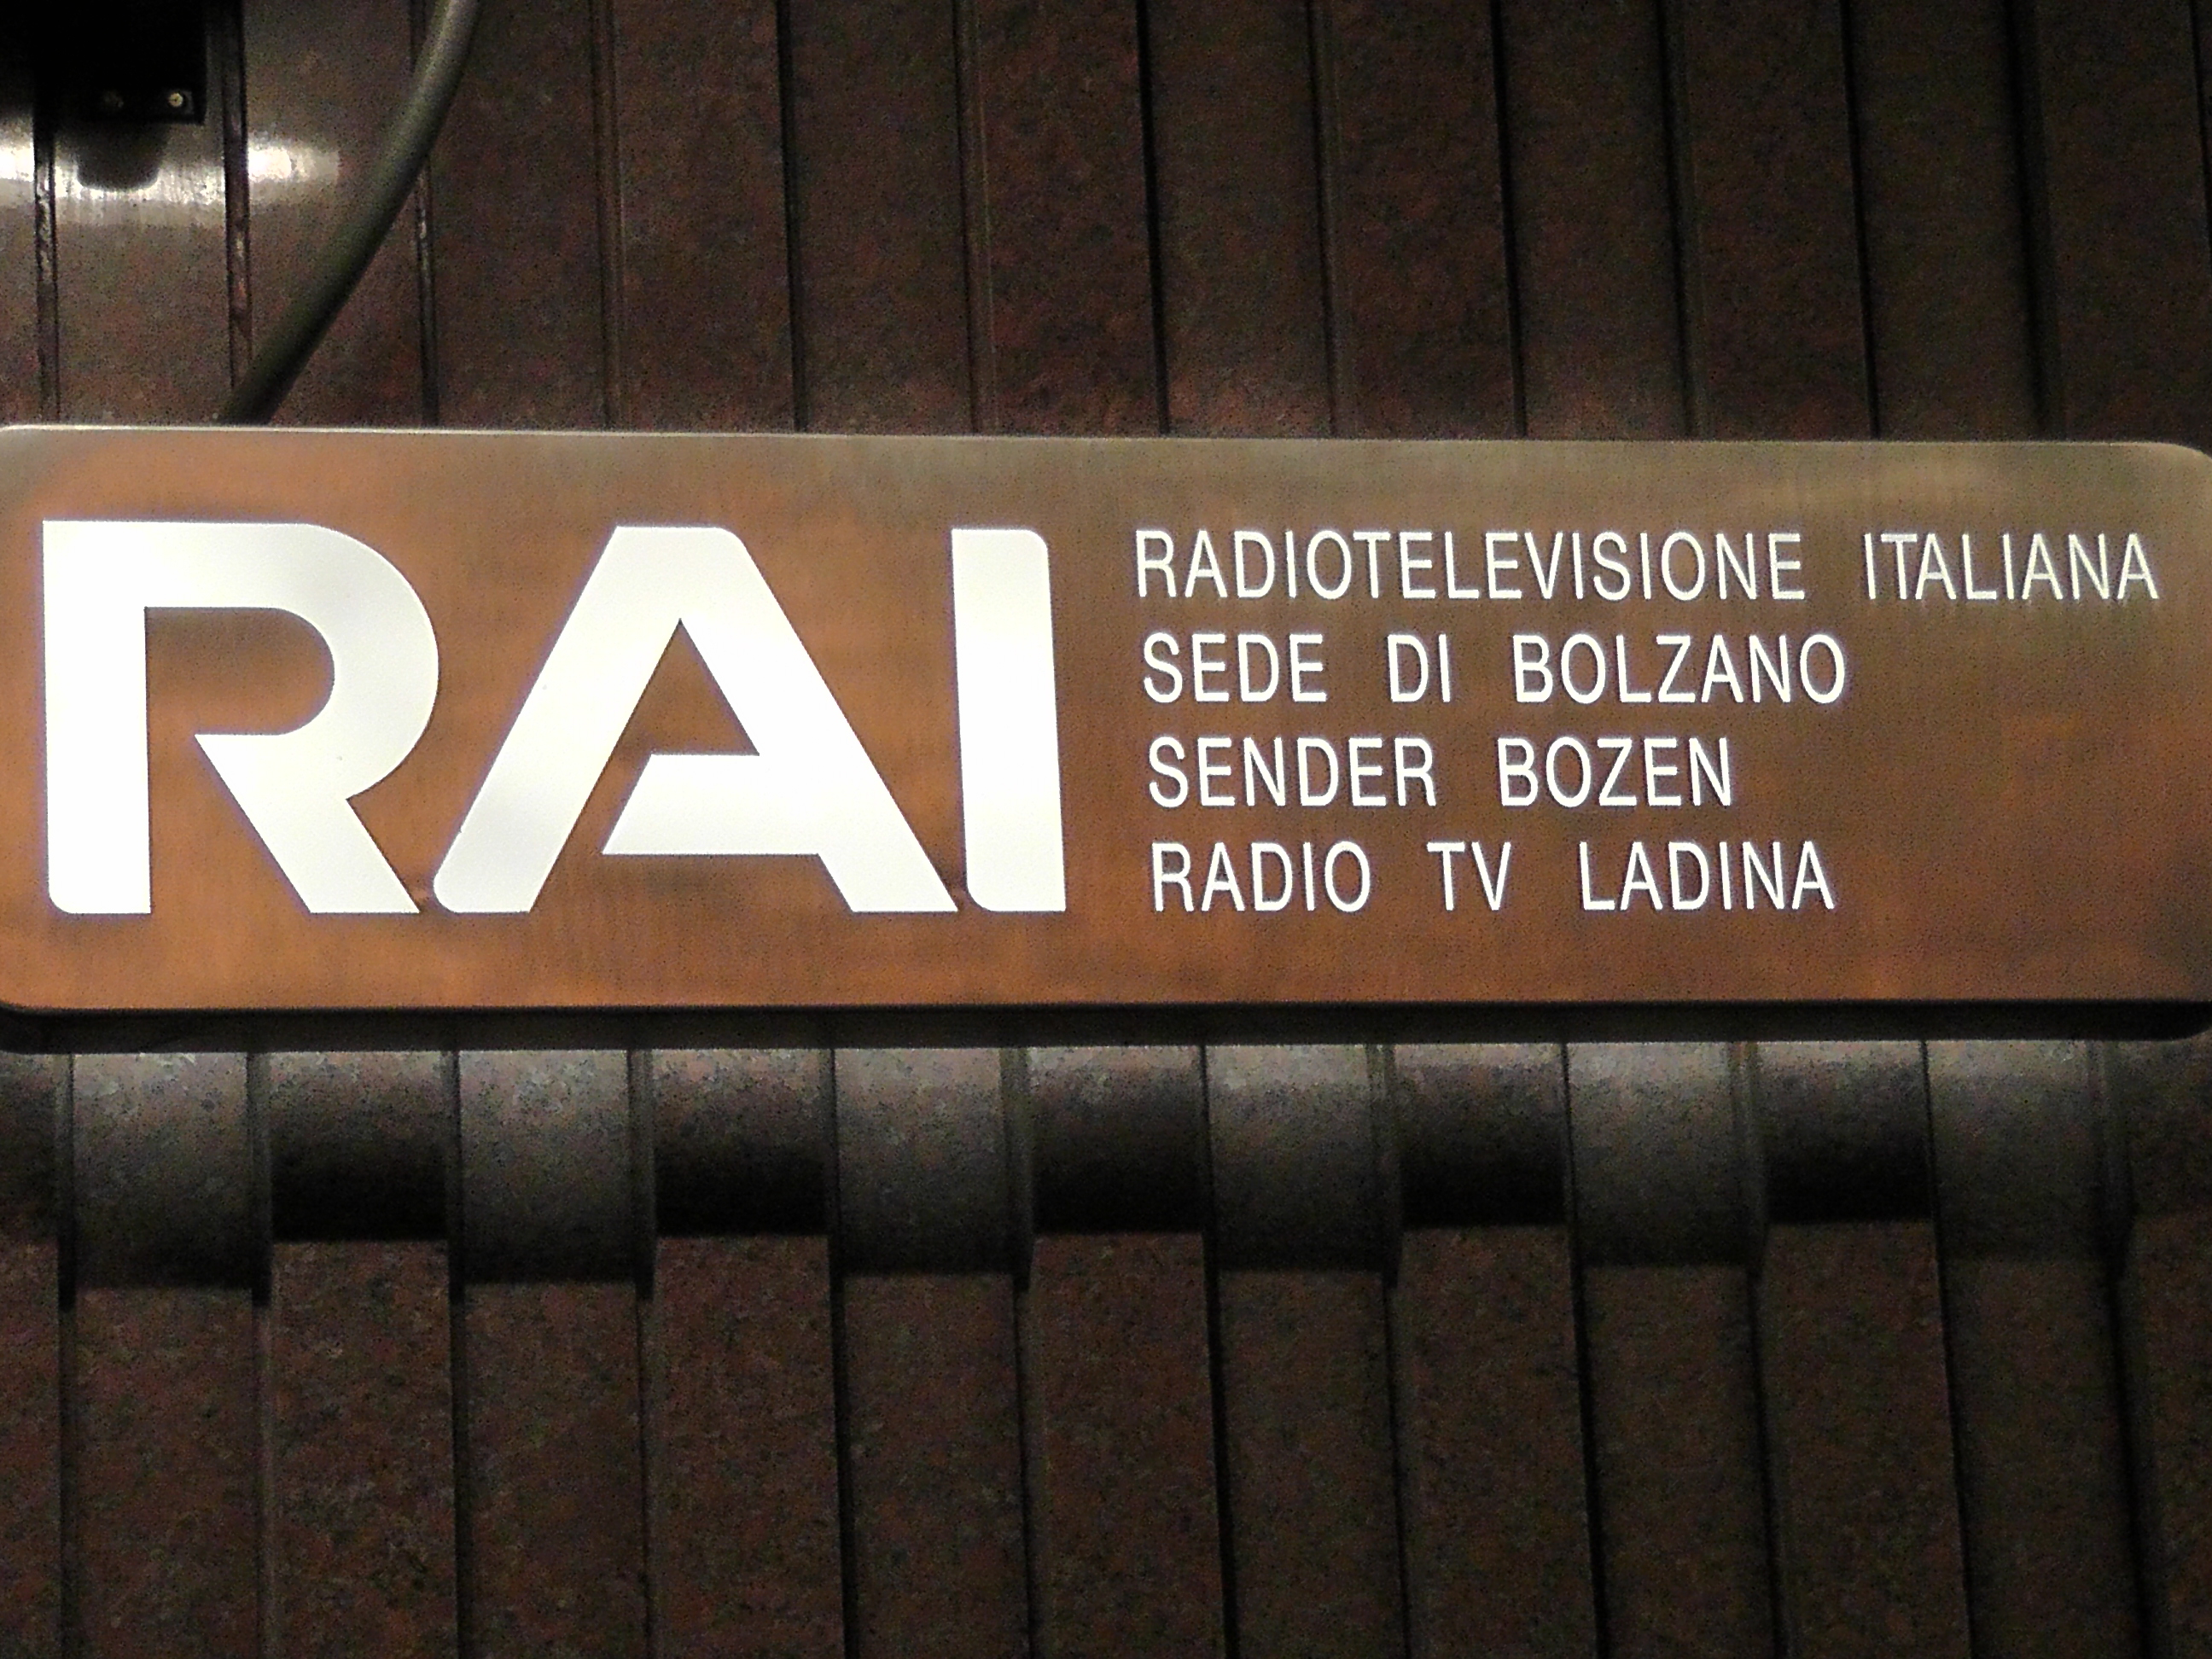 RAI
RADIOTELEVISIONE ITALIANA
SEDE DI BOLZANO
SENDER BOZEN
RADIO TV LADINA